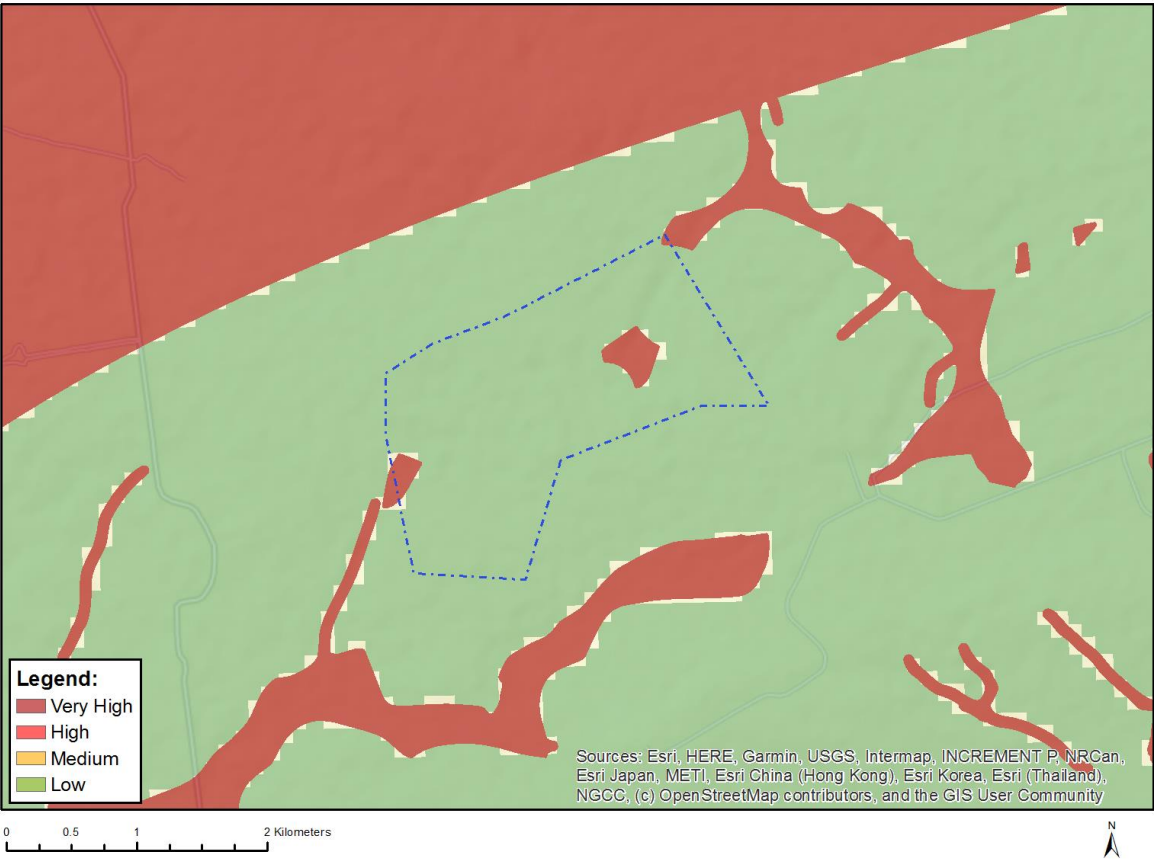 Legend:
Very High
High
Medium
Low
Sources: Esri, HERE, Garmin, USGS, Intermap, INCREMENT P, NRCan,
Esri Japan, METI, Esri China (Hong Kong), Esri Korea, Esri (Thailand),
NGCC, (c) OpenStreetMap contributors, and the GIS User Community
0 0.5 1 2 Kilometers
N